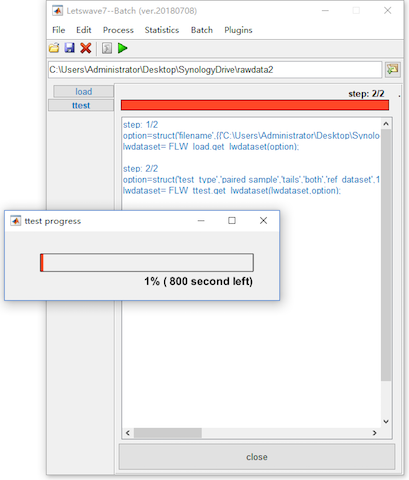 Letswave7--Batch (ver.20180708)
File Edit Process Statistics Batch Plugins
C:\Users\Administrator\Desktop\SynologyDrive\rawdata2
load
ttest
step: 2/2
step: 1/2
option=struct('filename',{{'C:\Users\Administrator\Desktop\Synolo
lwdataset= FLW_load.get_lwdataset(option);
step: 2/2
option=struct('test_type','paired sample','tails','both','ref_dataset',1
lwdataset= FLW_ttest.get_lwdataset(lwdataset,option);
ttest progress
1% ( 800 second left)
close